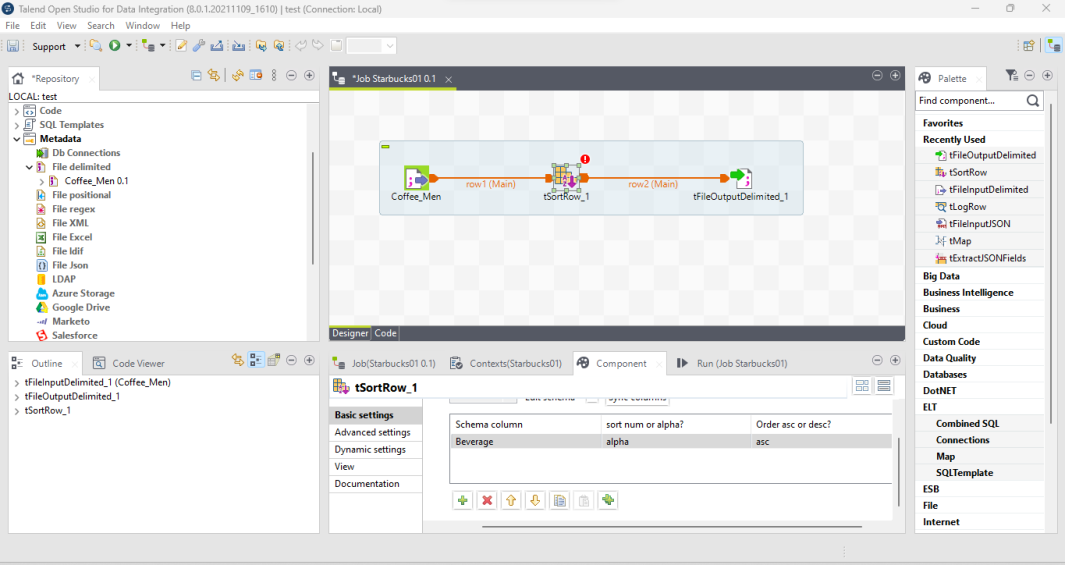 Talend Open Studio for Data Integration (8.0.1.20211109_1610) | test (Connection: Local)
File Edit View Search Window Help
Support
*Repository
LOCAL: test
Code
SQL Templates
Metadata
Db Connections
File delimited
Coffee_Men 0.1
File positional
File regex
File XML
File Excel
File ldif
File Json
LDAP
Azure Storage
Google Drive
Marketo
Salesforce
*Job Starbucks01 0.1
Coffee_Men
row1 (Main)
tSortRow_1
row2 (Main)
tFileOutputDelimited_1
Designer Code
Palette
Find component...
Favorites
Recently Used
tFileOutputDelimited
tSortRow
tFileInputDelimited
tLogRow
tFileInputJSON
tMap
tExtractJSONFields
Big Data
Business Intelligence
Business
Cloud
Custom Code
Data Quality
Databases
DotNET
ELT
Combined SQL
Connections
Map
SQLTemplate
ESB
File
Internet
Outline Code Viewer
tFileInputDelimited_1 (Coffee_Men)
tFileOutputDelimited_1
tSortRow_1
Job(Starbucks01 0.1) Contexts(Starbucks01) Component Run (Job Starbucks01)
tSortRow_1
Basic settings
Advanced settings
Dynamic settings
View
Documentation
Edit schema Sync columns
Schema column sort num or alpha? Order asc or desc?
Beverage alpha asc